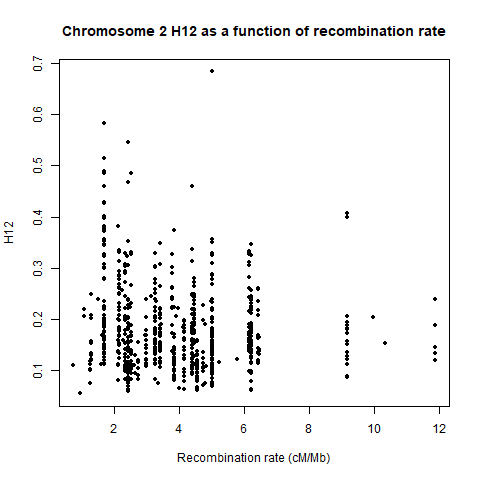 Chromosome 2 H12 as a function of recombination rate
0.7
0.6
0.5
0.4
0.3
0.2
0.1
H12
2 4 6 8 10 12
Recombination rate (cM/Mb)